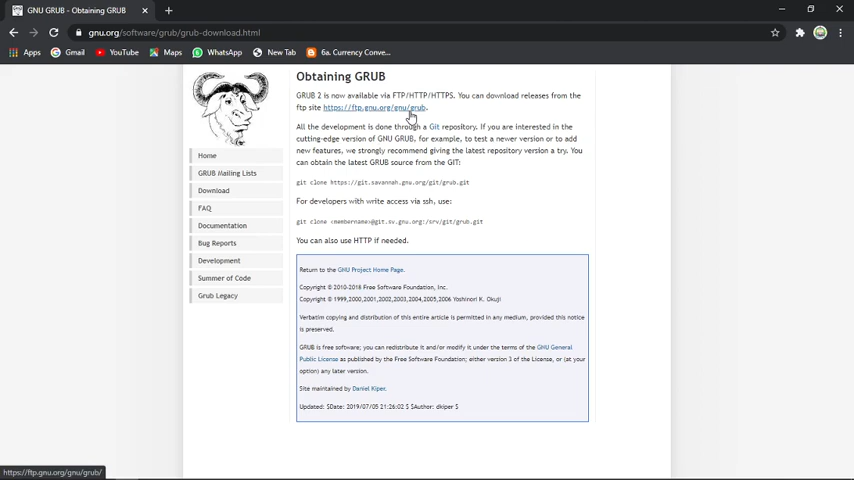 GNU GRUB - Obtaining GRUB
gnu.org/software/grub/grub-download.html
Apps Gmail YouTube Maps WhatsApp New Tab 6a. Currency Conve...
Obtaining GRUB
GRUB 2 is now available via FTP/HTTP/HTTPS. You can download releases from the
ftp site https://ftp.gnu.org/gnu/grub.
All the development is done through a Git repository. If you are interested in the
cutting-edge version of GNU GRUB, for example, to test a newer version or to add
new features, we strongly recommend giving the latest repository version a try. You
can obtain the latest GRUB source from the GIT:
git clone https://git.savannah.gnu.org/git/grub.git
For developers with write access via ssh, use:
git clone <membername>@git.sv.gnu.org:/srv/git/grub.git
You can also use HTTP if needed.
Home
GRUB Mailing Lists
Download
FAQ
Documentation
Bug Reports
Development
Summer of Code
Grub Legacy
Return to the GNU Project Home Page.
Copyright © 2010-2018 Free Software Foundation, Inc.
Copyright © 1999,2000,2001,2002,2003,2004,2005,2006 Yoshinori K. Okuji
Verbatim copying and distribution of this entire article is permitted in any medium, provided this notice
is preserved.
GRUB is free software; you can redistribute it and/or modify it under the terms of the GNU General
Public License as published by the Free Software Foundation; either version 3 of the License, or (at your
option) any later version.
Site maintained by Daniel Kiper.
Updated: $Date: 2019/07/05 21:26:02 $ $Author: dkiper $
https://ftp.gnu.org/gnu/grub/